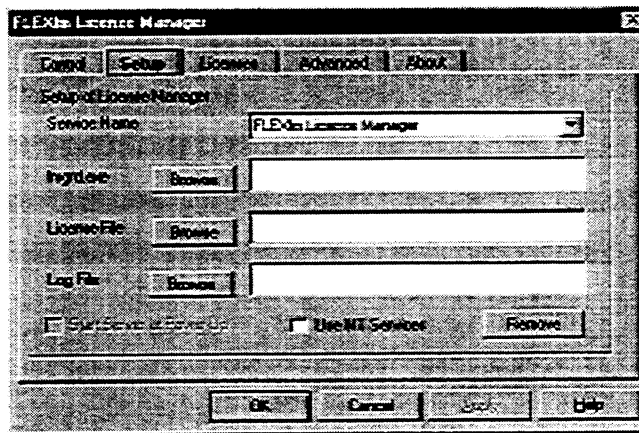 FLEXlm License Manager
Control Setup Licenses Advanced About
Setup of License Manager
Service Name FLEXlm License Manager
lmgrd.exe Browse
License File Browse
Log File Browse
Start Server at Power-Up Use NT Services Remove
OK Cancel Apply Help